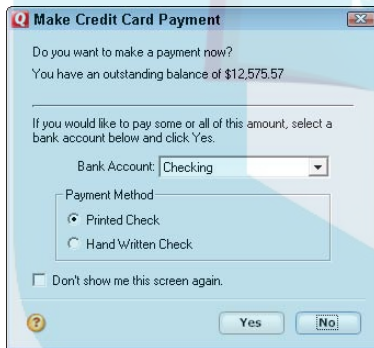 Q Make Credit Card Payment
Do you want to make a payment now?
You have an outstanding balance of $12,575.57
If you would like to pay some or all of this amount, select a
bank account below and click Yes.
Bank Account: Checking
Payment Method
Printed Check
Hand Written Check
Don't show me this screen again.
? Yes No